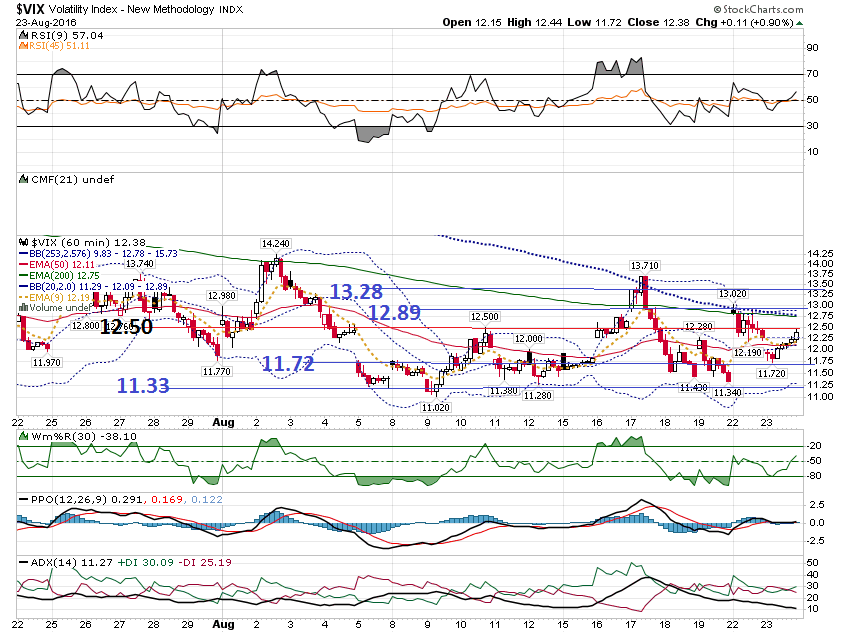 $VIX Volatility Index - New Methodology INDX
© StockCharts.com
23-Aug-2016
Open 12.15 High 12.44 Low 11.72 Close 12.38 Chg +0.11 (+0.90%)
RSI(9) 57.04
RSI(45) 51.11
90
70
50
30
10
CMF(21) undef
$VIX (60 min) 12.38
BB(253,2.576) 9.83 - 12.78 - 15.73
EMA(50) 12.11
EMA(200) 12.75
BB(20,2.0) 11.29 - 12.09 - 12.89
EMA(9) 12.19
Volume undef
14.240
13.740
13.710
13.020
12.980
12.800
12.500
12.280
12.000
12.190
11.970
11.770
11.720
11.380
11.280
11.430
11.340
11.020
13.28
12.89
12.50
11.72
11.33
14.25
14.00
13.75
13.50
13.25
13.00
12.75
12.50
12.25
12.00
11.75
11.50
11.25
11.00
22 25 26 27 28 29 Aug 2 3 4 5 8 9 10 11 12 15 16 17 18 19 22 23
Wm%R(30) -38.10
-20
-50
-80
PPO(12,26,9) 0.291, 0.169, 0.122
2.5
0.0
-2.5
ADX(14) 11.27 +DI 30.09 -DI 25.19
50
40
30
20
10
22 25 26 27 28 29 Aug 2 3 4 5 8 9 10 11 12 15 16 17 18 19 22 23